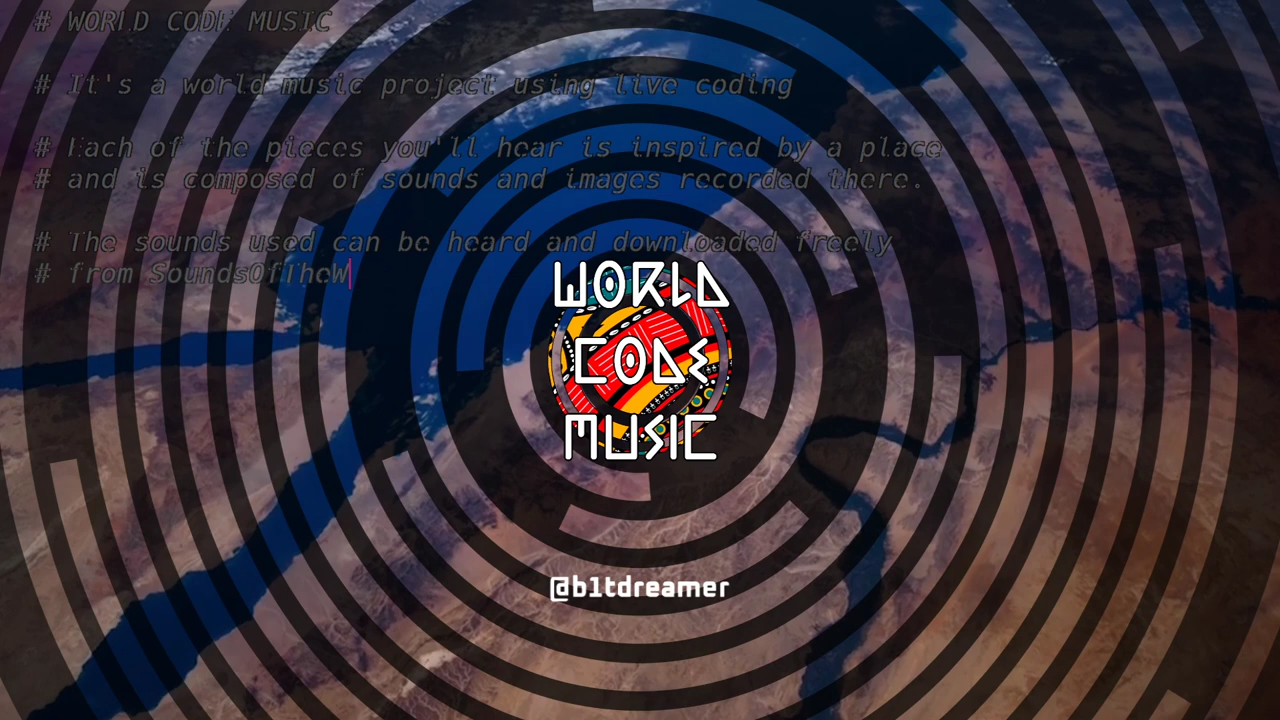 # WORLD CODE MUSIC
# It's a world music project using live coding
# Each of the pieces you'll hear is inspired by a place
# and is composed of sounds and images recorded there.
# The sounds used can be heard and downloaded freely
# from SoundsOfTheW
WORLD
CODE
MUSIC
@b1tdreamer